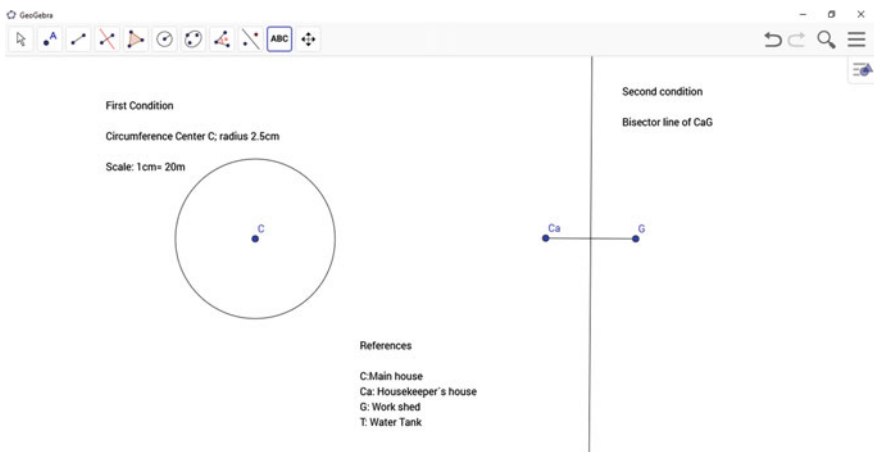 GeoGebra
ABC
First Condition
Circumference Center C; radius 2.5cm
Scale: 1cm= 20m
C
Second condition
Bisector line of CaG
Ca
G
References
C:Main house
Ca: Housekeeper´s house
G: Work shed
T: Water Tank